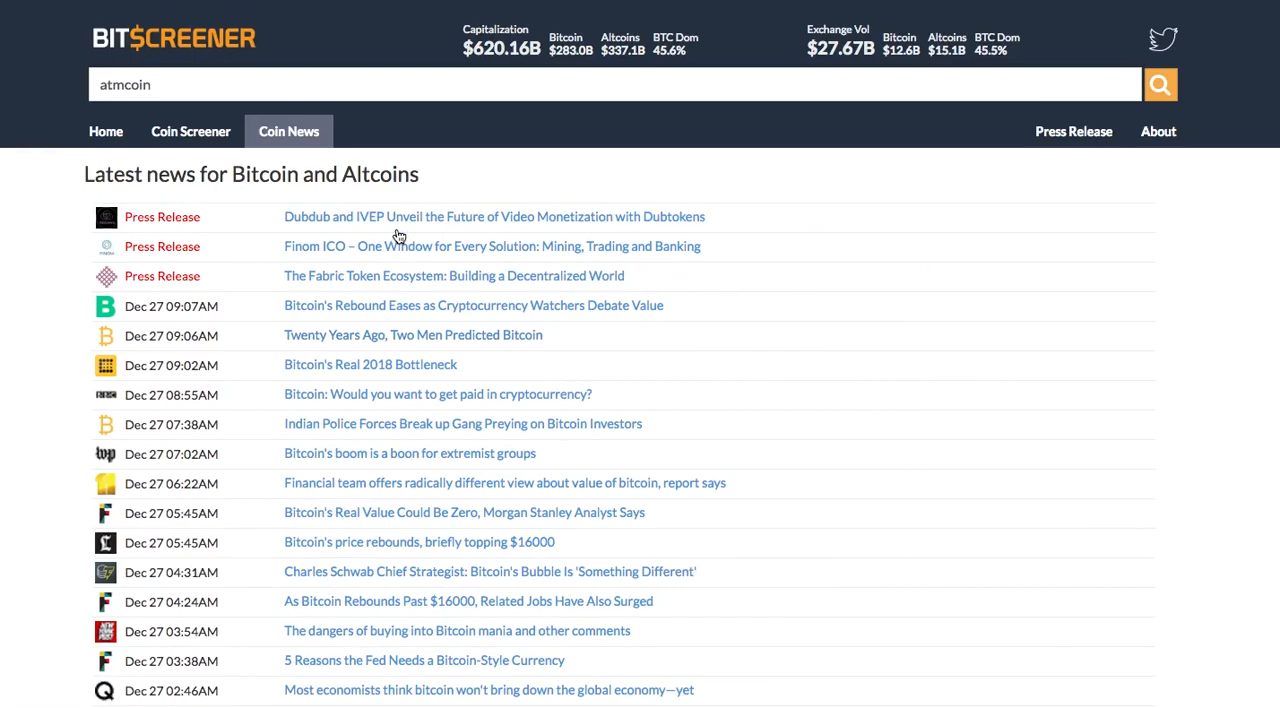 BIT$CREENER
Capitalization
$620.16B
Bitcoin
$283.0B
Altcoins
$337.1B
BTC Dom
45.6%
Exchange Vol
$27.67B
Bitcoin
$12.6B
Altcoins
$15.1B
BTC Dom
45.5%
atmcoin
Home Coin Screener Coin News Press Release About
Latest news for Bitcoin and Altcoins
Press Release Dubdub and IVEP Unveil the Future of Video Monetization with Dubtokens
Press Release Finom ICO – One Window for Every Solution: Mining, Trading and Banking
Press Release The Fabric Token Ecosystem: Building a Decentralized World
Dec 27 09:07AM Bitcoin's Rebound Eases as Cryptocurrency Watchers Debate Value
Dec 27 09:06AM Twenty Years Ago, Two Men Predicted Bitcoin
Dec 27 09:02AM Bitcoin's Real 2018 Bottleneck
Dec 27 08:55AM Bitcoin: Would you want to get paid in cryptocurrency?
Dec 27 07:38AM Indian Police Forces Break up Gang Preying on Bitcoin Investors
wp Dec 27 07:02AM Bitcoin's boom is a boon for extremist groups
Dec 27 06:22AM Financial team offers radically different view about value of bitcoin, report says
F Dec 27 05:45AM Bitcoin's Real Value Could Be Zero, Morgan Stanley Analyst Says
Dec 27 05:45AM Bitcoin's price rebounds, briefly topping $16000
Dec 27 04:31AM Charles Schwab Chief Strategist: Bitcoin's Bubble Is 'Something Different'
F Dec 27 04:24AM As Bitcoin Rebounds Past $16000, Related Jobs Have Also Surged
Dec 27 03:54AM The dangers of buying into Bitcoin mania and other comments
F Dec 27 03:38AM 5 Reasons the Fed Needs a Bitcoin-Style Currency
Q Dec 27 02:46AM Most economists think bitcoin won't bring down the global economy—yet